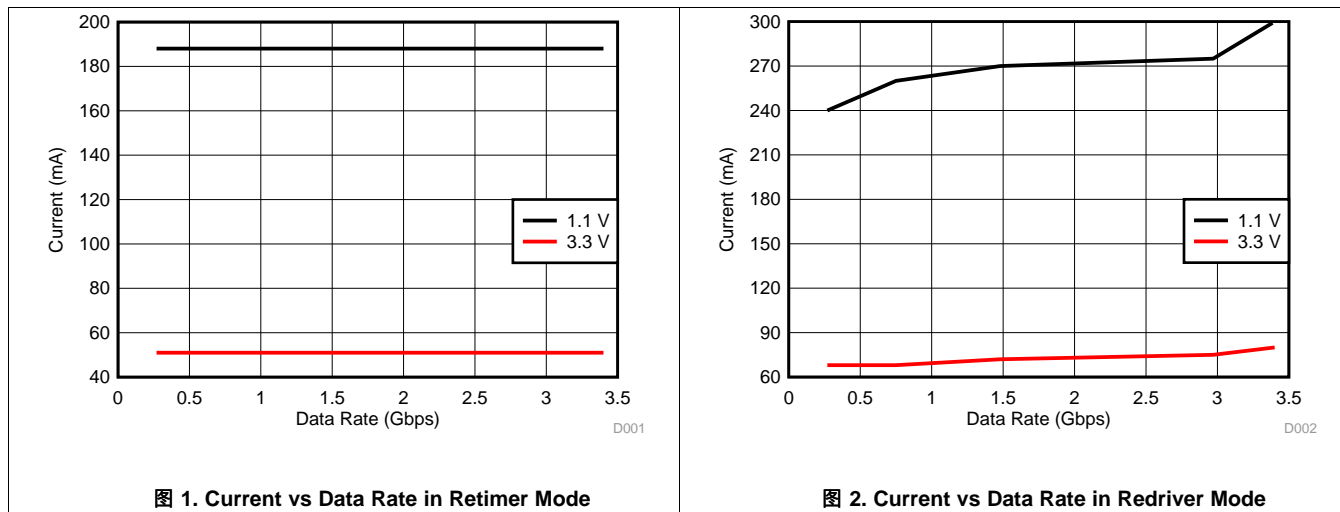 200
180
160
140
120
100
80
60
40
Current (mA)
0 0.5 1 1.5 2 2.5 3 3.5
Data Rate (Gbps)
D001
1.1 V
3.3 V
图 1. Current vs Data Rate in Retimer Mode
300
270
240
210
180
150
120
90
60
Current (mA)
0 0.5 1 1.5 2 2.5 3 3.5
Data Rate (Gbps)
D002
1.1 V
3.3 V
图 2. Current vs Data Rate in Redriver Mode